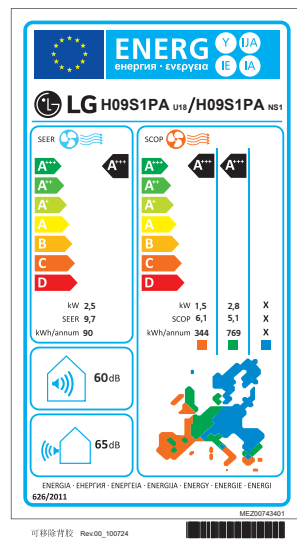 ENERG Y IJA
енергия · ενεργεια IE IA
LG H09S1PA U18/H09S1PA NS1
SEER SCOP
A+++ A+++ A+++ A+++ A+++
A++ A++
A+ A+
A A
B B
C C
D D
kW 2,5 kW 1,5 2,8 X
SEER 9,7 SCOP 6,1 5,1 X
kWh/annum 90 kWh/annum 344 769 X
60dB
65dB
ENERGIA · ЕНЕРГИЯ · ΕΝΕΡΓΕΙΑ · ENERGIJA · ENERGY · ENERGIE · ENERGI
626/2011
MEZ00743401
可移除背胶 Rev.00_100724